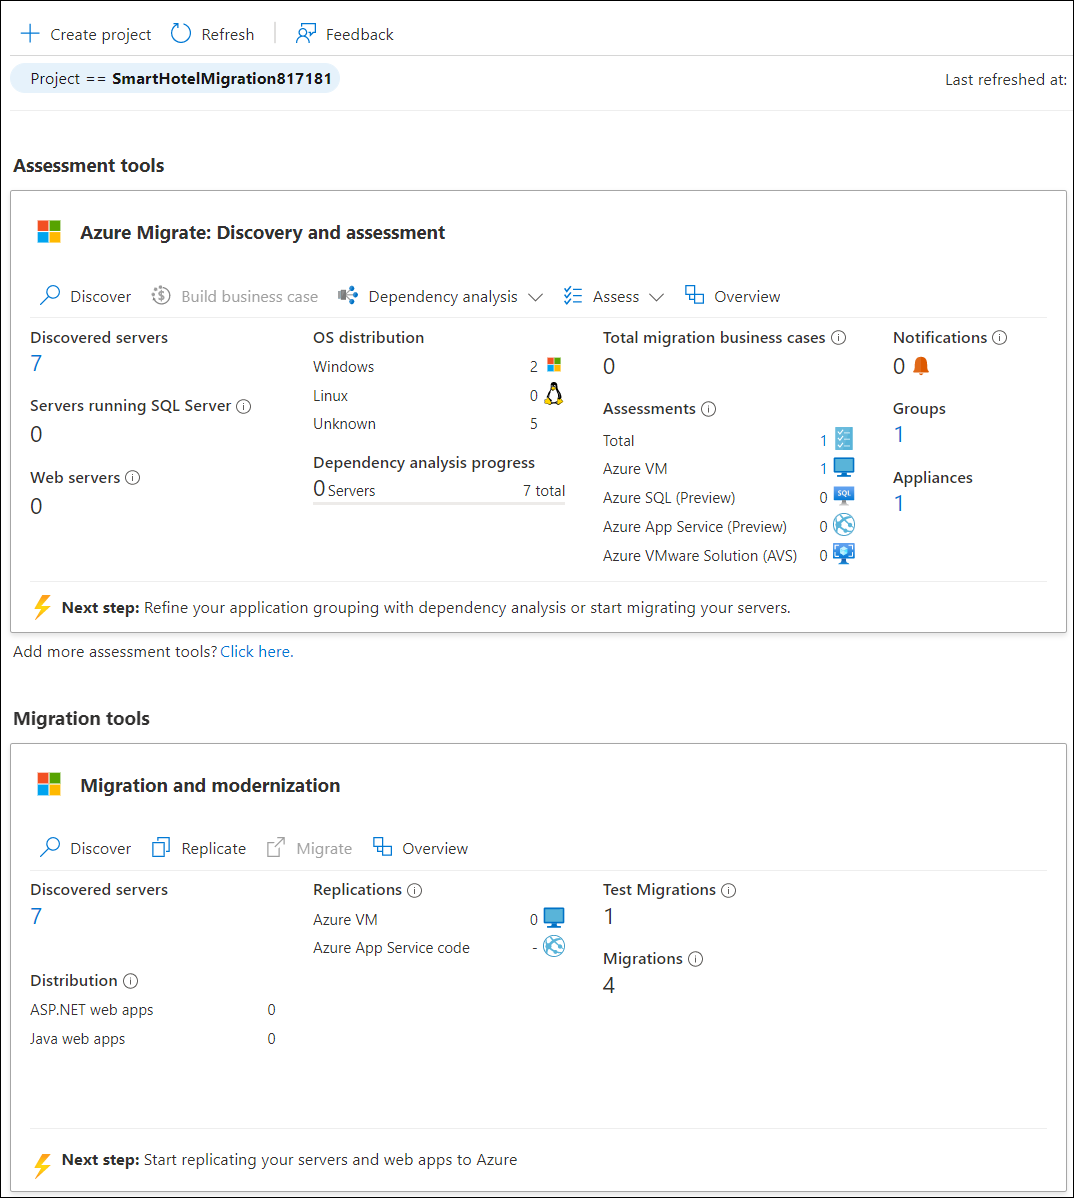 Create project Refresh Feedback
Project == SmartHotelMigration817181
Last refreshed at:
Assessment tools
Azure Migrate: Discovery and assessment
Discover Build business case Dependency analysis Assess Overview
Discovered servers
7
Servers running SQL Server
0
Web servers
0
OS distribution
Windows 2
Linux 0
Unknown 5
Dependency analysis progress
0 Servers 7 total
Total migration business cases
0
Assessments
Total 1
Azure VM 1
Azure SQL (Preview) 0
SQL
Azure App Service (Preview) 0
Azure VMware Solution (AVS) 0
Notifications
0
Groups
1
Appliances
1
Next step: Refine your application grouping with dependency analysis or start migrating your servers.
Add more assessment tools? Click here.
Migration tools
Migration and modernization
Discover Replicate Migrate Overview
Discovered servers
7
Distribution
ASP.NET web apps 0
Java web apps 0
Replications
Azure VM 0
Azure App Service code -
Test Migrations
1
Migrations
4
Next step: Start replicating your servers and web apps to Azure